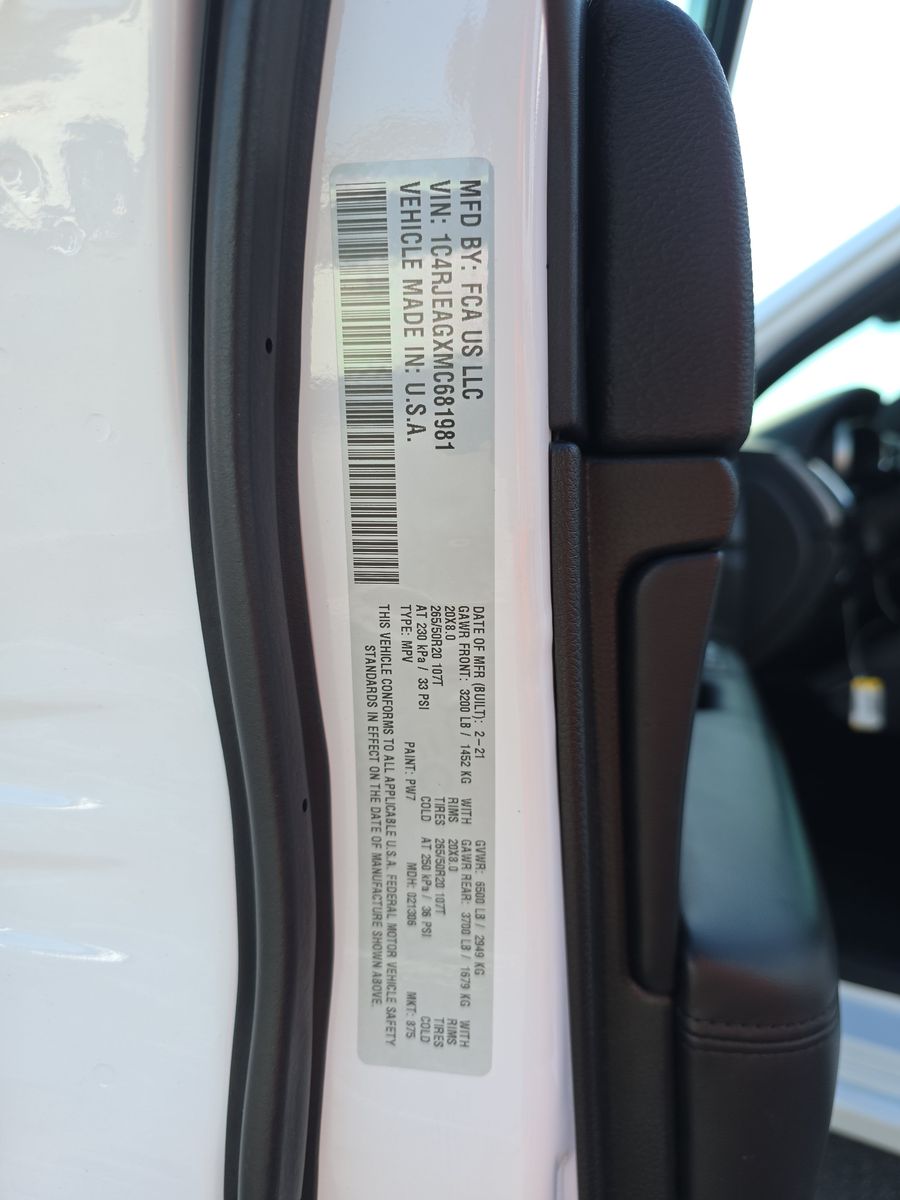 MFD BY: FCA US LLC
VIN: 1C4RJEAGXMC681981
VEHICLE MADE IN: U.S.A.
DATE OF MFR (BUILT): 2-21 GVWR: 6500 LB / 2949 KG
GAWR FRONT: 3200 LB / 1452 KG WITH GAWR REAR: 3700 LB / 1679 KG WITH
20X8.0 RIMS 20X8.0 RIMS
265/50R20 107T TIRES 265/50R20 107T TIRES
AT 230 kPa / 33 PSI COLD AT 250 kPa / 36 PSI COLD
TYPE: MPV PAINT: PW7 MDH: 021306 MKT: 875
THIS VEHICLE CONFORMS TO ALL APPLICABLE U.S.A. FEDERAL MOTOR VEHICLE SAFETY
STANDARDS IN EFFECT ON THE DATE OF MANUFACTURE SHOWN ABOVE.